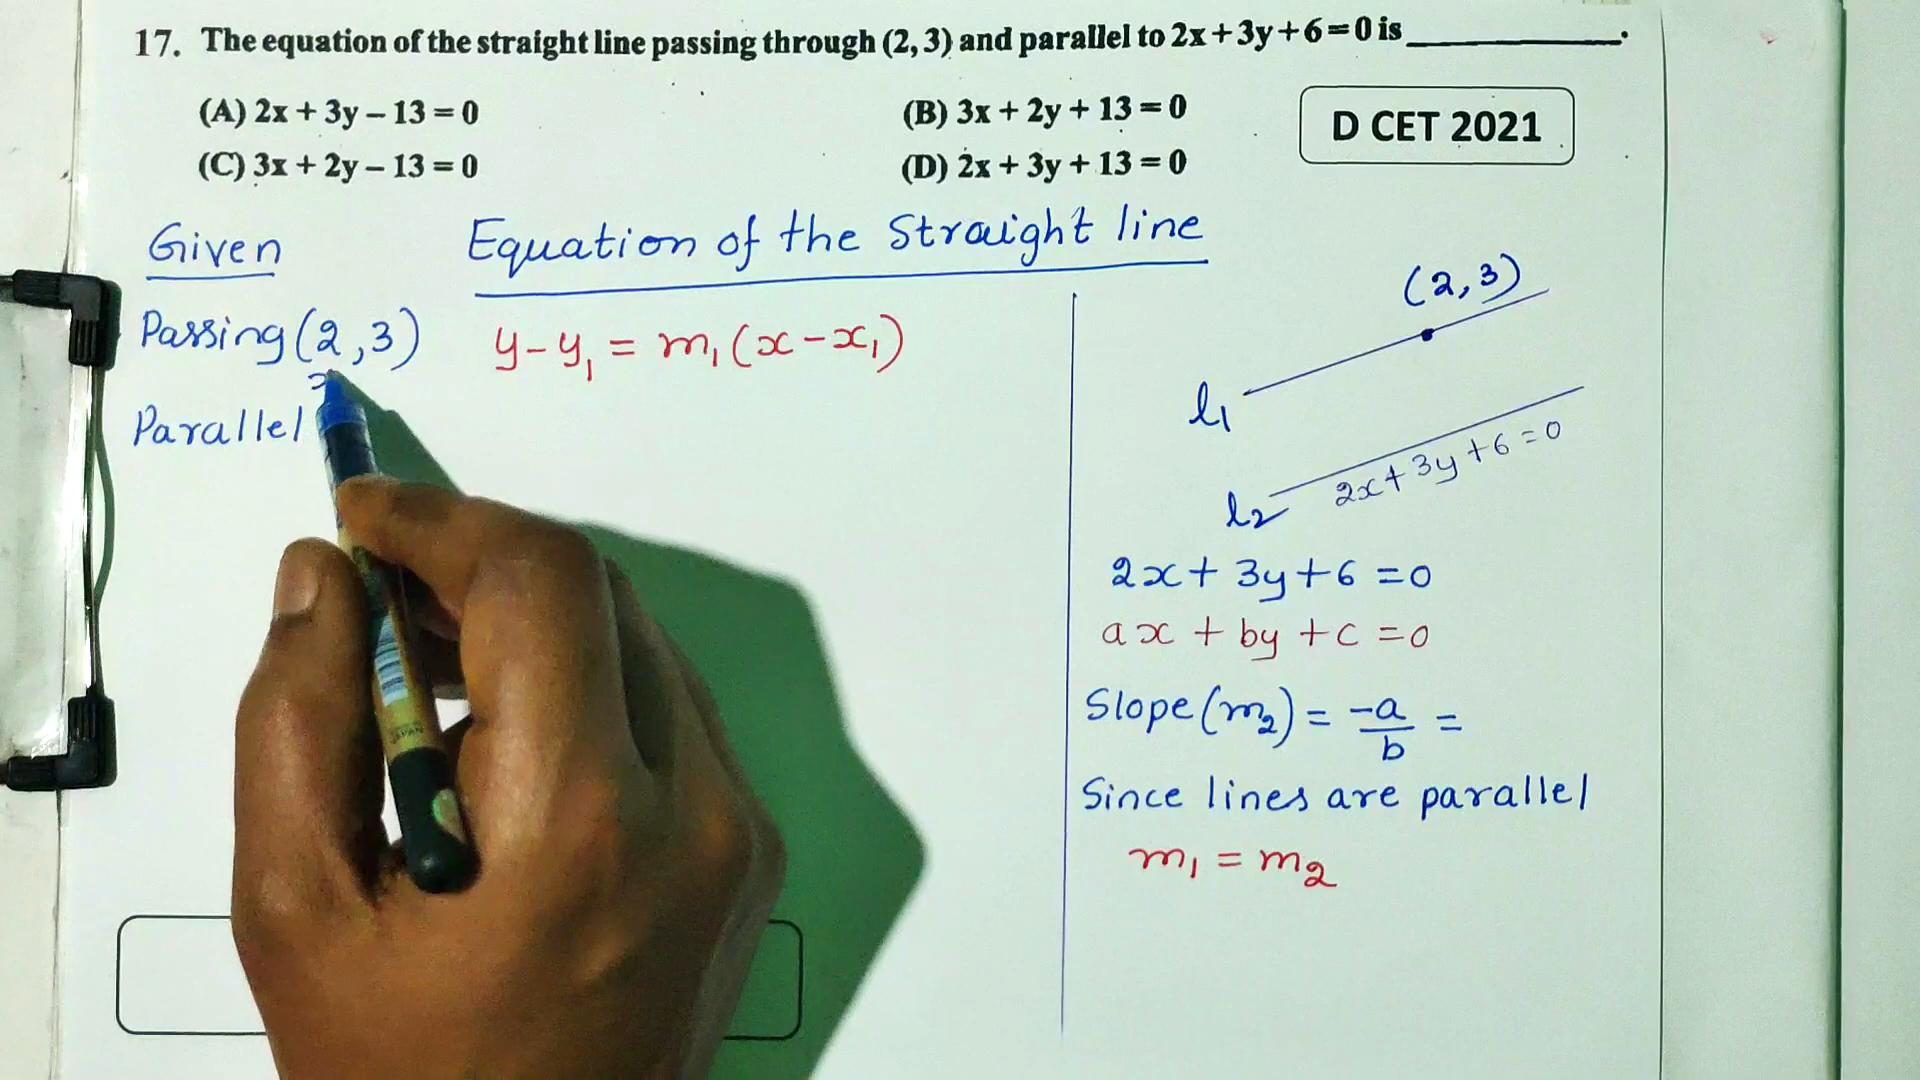 17. The equation of the straight line passing through (2, 3) and parallel to 2x + 3y + 6 = 0 is ____________.
(A) 2x + 3y – 13 = 0
(B) 3x + 2y + 13 = 0
(C) 3x + 2y – 13 = 0
(D) 2x + 3y + 13 = 0
D CET 2021
Given
Equation of the Straight line
Passing (2, 3)
Parallel
y - y₁ = m₁ (x - x₁)
(2, 3)
l₁
l₂
2x + 3y + 6 = 0
2x + 3y + 6 = 0
ax + by + c = 0
Slope (m₂) = -a/b =
Since lines are parallel
m₁ = m₂